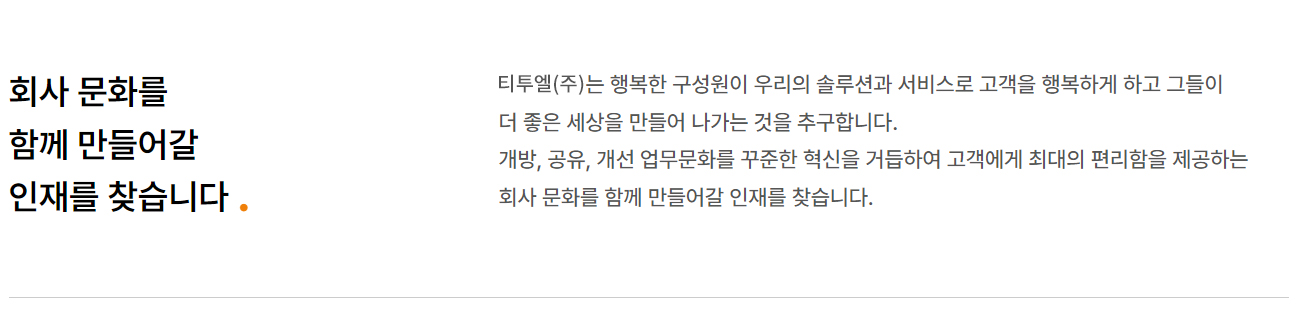 회사 문화를
함께 만들어갈
인재를 찾습니다 .
티투엘(주)는 행복한 구성원이 우리의 솔루션과 서비스로 고객을 행복하게 하고 그들이
더 좋은 세상을 만들어 나가는 것을 추구합니다.
개방, 공유, 개선 업무문화를 꾸준한 혁신을 거듭하여 고객에게 최대의 편리함을 제공하는
회사 문화를 함께 만들어갈 인재를 찾습니다.